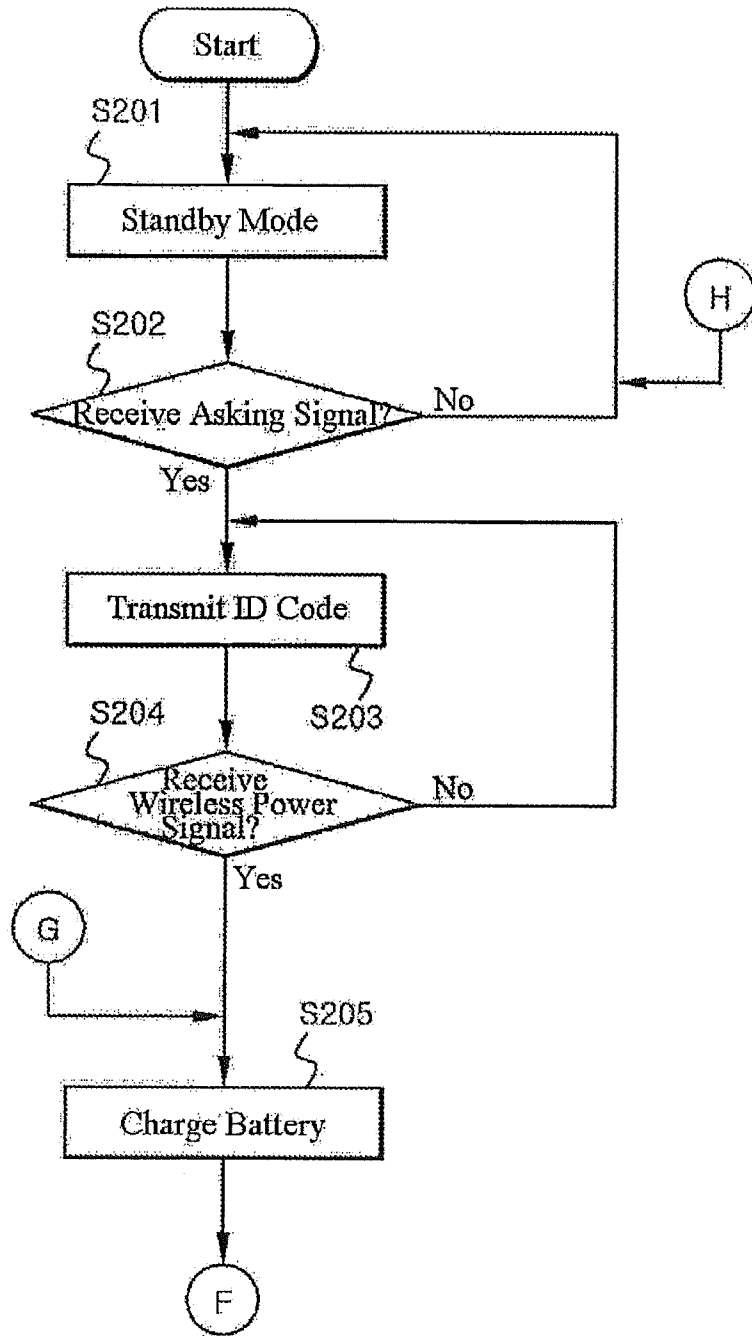 Start
S201
Standby Mode
H
S202
Receive Asking Signal?
No
Yes
Transmit ID Code
S203
S204
Receive
Wireless Power
Signal?
No
Yes
G
S205
Charge Battery
F